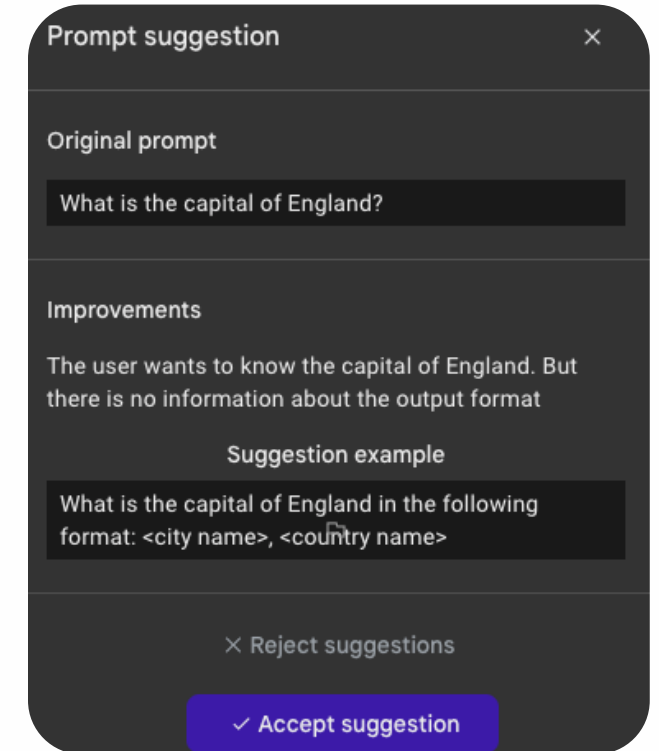 Prompt suggestion
Original prompt
What is the capital of England?
Improvements
The user wants to know the capital of England. But
there is no information about the output format
Suggestion example
What is the capital of England in the following
format: <city name>, <country name>
Reject suggestions
Accept suggestion